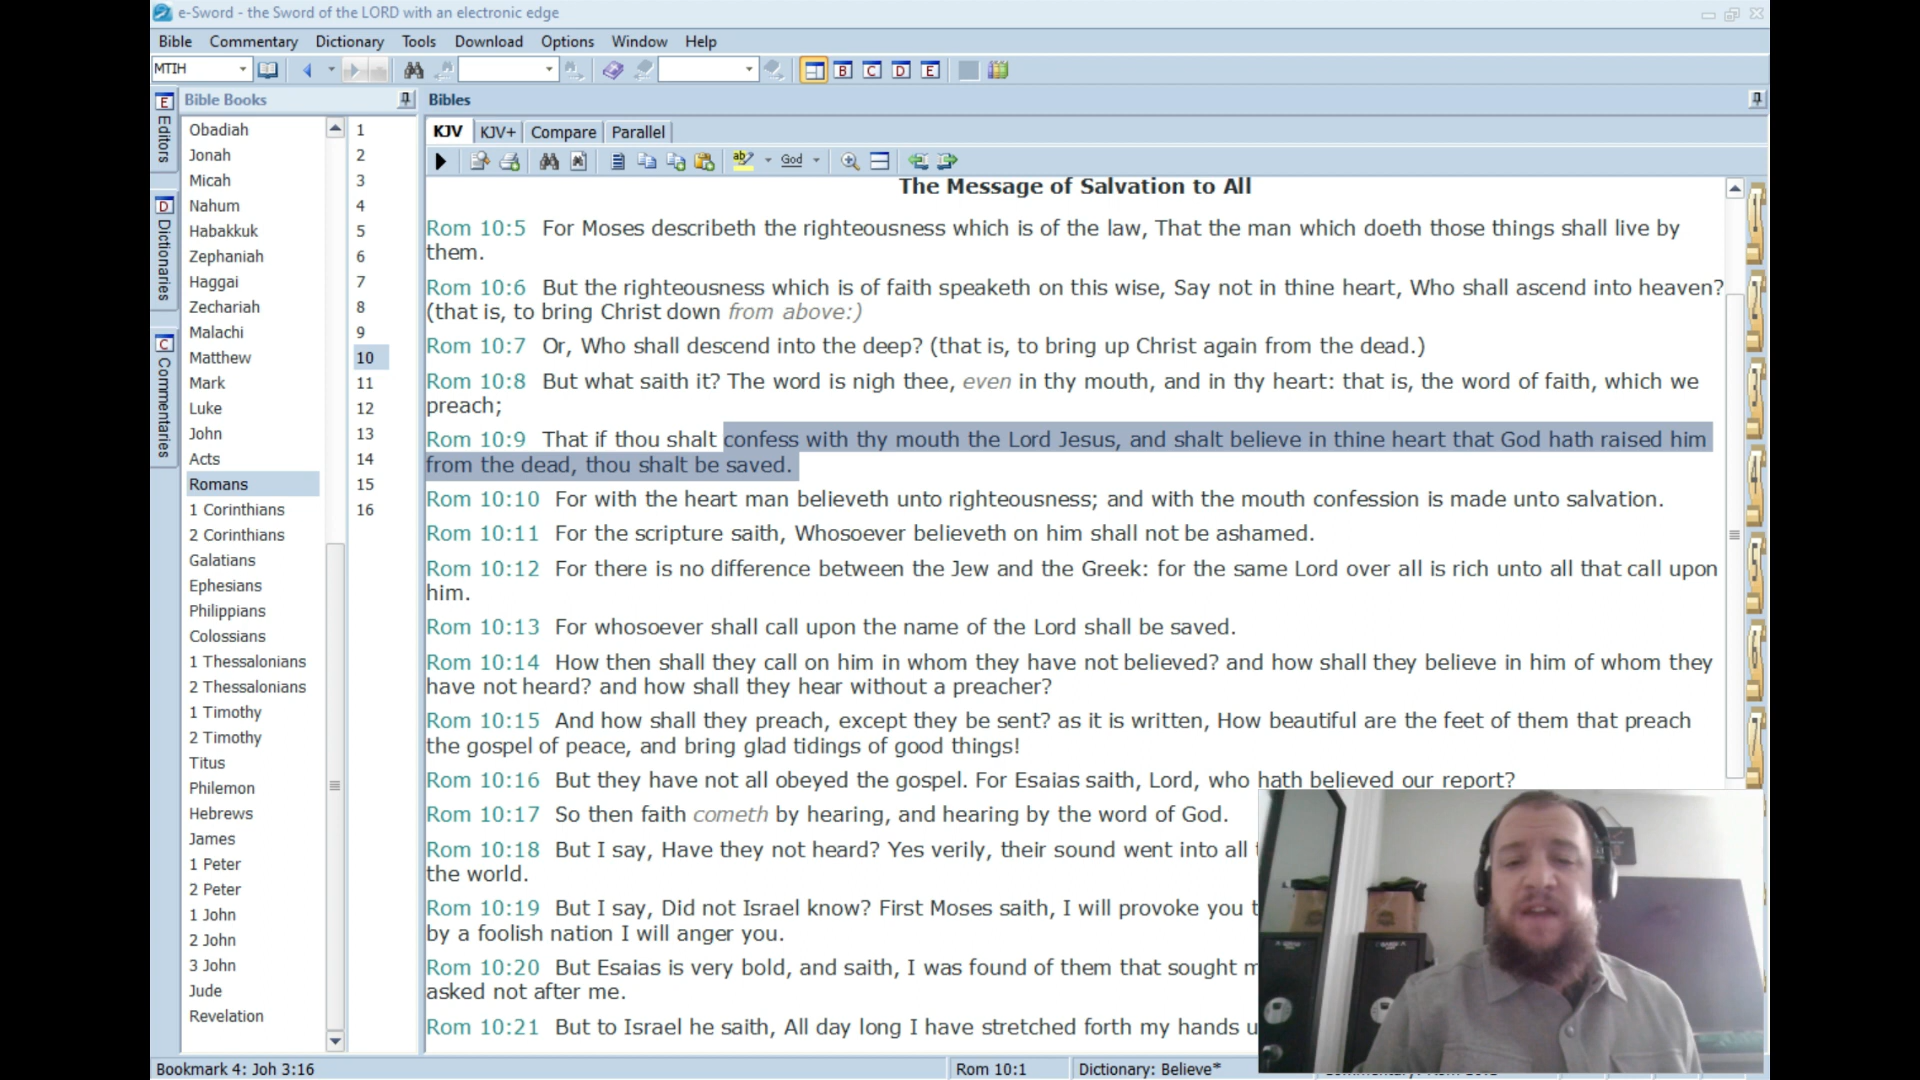 e-Sword - the Sword of the LORD with an electronic edge
Bible Commentary Dictionary Tools Download Options Window Help
MTIH
B C D E
Bible Books
Bibles
E Editors
D Dictionaries
C Commentaries
Obadiah
Jonah
Micah
Nahum
Habakkuk
Zephaniah
Haggai
Zechariah
Malachi
Matthew
Mark
Luke
John
Acts
Romans
1 Corinthians
2 Corinthians
Galatians
Ephesians
Philippians
Colossians
1 Thessalonians
2 Thessalonians
1 Timothy
2 Timothy
Titus
Philemon
Hebrews
James
1 Peter
2 Peter
1 John
2 John
3 John
Jude
Revelation
1
2
3
4
5
6
7
8
9
10
11
12
13
14
15
16
KJV KJV+ Compare Parallel
ab God
The Message of Salvation to All
Rom 10:5 For Moses describeth the righteousness which is of the law, That the man which doeth those things shall live by
them.
Rom 10:6 But the righteousness which is of faith speaketh on this wise, Say not in thine heart, Who shall ascend into heaven?
(that is, to bring Christ down from above:)
Rom 10:7 Or, Who shall descend into the deep? (that is, to bring up Christ again from the dead.)
Rom 10:8 But what saith it? The word is nigh thee, even in thy mouth, and in thy heart: that is, the word of faith, which we
preach;
Rom 10:9 That if thou shalt confess with thy mouth the Lord Jesus, and shalt believe in thine heart that God hath raised him
from the dead, thou shalt be saved.
Rom 10:10 For with the heart man believeth unto righteousness; and with the mouth confession is made unto salvation.
Rom 10:11 For the scripture saith, Whosoever believeth on him shall not be ashamed.
Rom 10:12 For there is no difference between the Jew and the Greek: for the same Lord over all is rich unto all that call upon
him.
Rom 10:13 For whosoever shall call upon the name of the Lord shall be saved.
Rom 10:14 How then shall they call on him in whom they have not believed? and how shall they believe in him of whom they
have not heard? and how shall they hear without a preacher?
Rom 10:15 And how shall they preach, except they be sent? as it is written, How beautiful are the feet of them that preach
the gospel of peace, and bring glad tidings of good things!
Rom 10:16 But they have not all obeyed the gospel. For Esaias saith, Lord, who hath believed our report?
Rom 10:17 So then faith cometh by hearing, and hearing by the word of God.
Rom 10:18 But I say, Have they not heard? Yes verily, their sound went into all
the world.
Rom 10:19 But I say, Did not Israel know? First Moses saith, I will provoke you
by a foolish nation I will anger you.
Rom 10:20 But Esaias is very bold, and saith, I was found of them that sought
asked not after me.
Rom 10:21 But to Israel he saith, All day long I have stretched forth my hands
1
2
3
4
5
6
7
Bookmark 4: Joh 3:16
Rom 10:1
Dictionary: Believe*